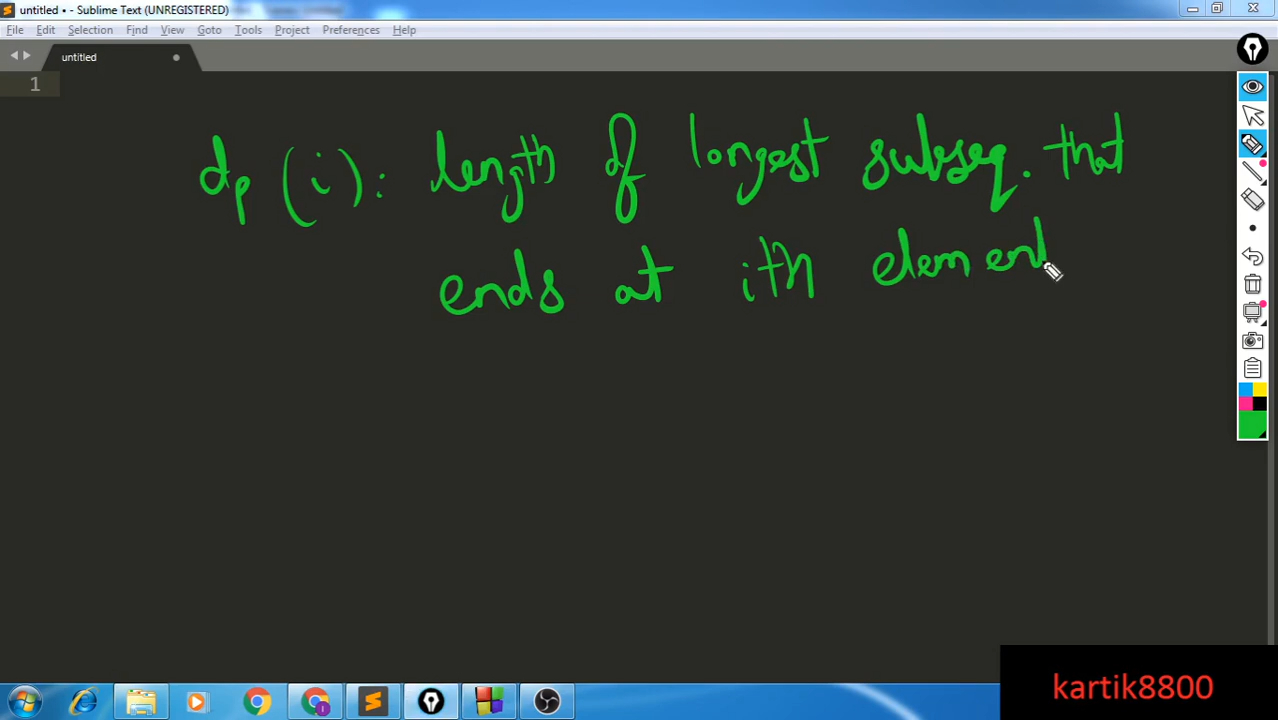 untitled • - Sublime Text (UNREGISTERED)
File Edit Selection Find View Goto Tools Project Preferences Help
untitled
1
dp(i): length of longest subseq. that
ends at ith element
kartik8800